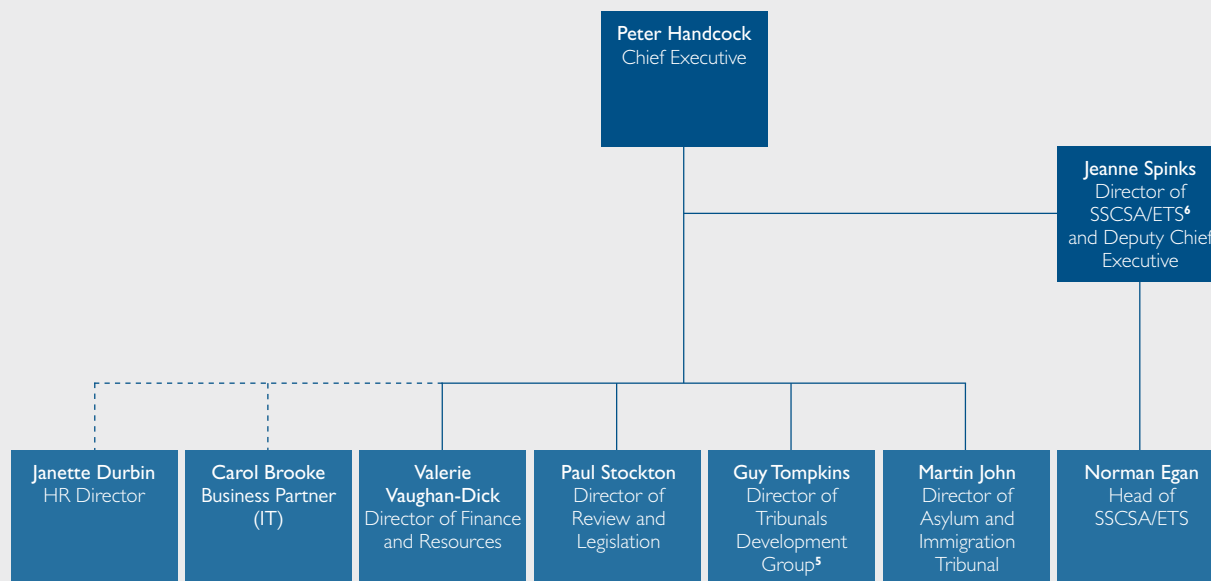 Peter Handcock
Chief Executive
Jeanne Spinks
Director of
SSCSA/ETS⁶
and Deputy Chief
Executive
Janette Durbin
HR Director
Carol Brooke
Business Partner
(IT)
Valerie
Vaughan-Dick
Director of Finance
and Resources
Paul Stockton
Director of
Review and
Legislation
Guy Tompkins
Director of
Tribunals
Development
Group⁵
Martin John
Director of
Asylum and
Immigration
Tribunal
Norman Egan
Head of
SSCSA/ETS